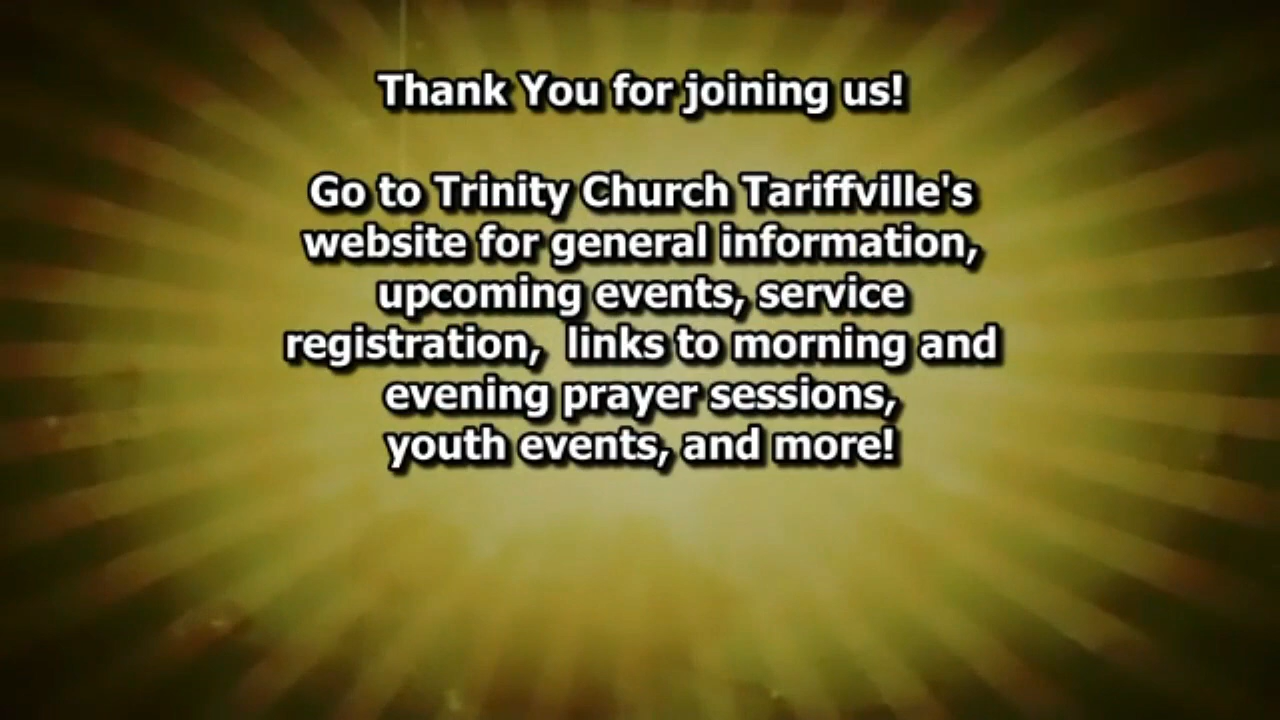 Thank You for joining us!
Go to Trinity Church Tariffville's
website for general information,
upcoming events, service
registration,  links to morning and
evening prayer sessions,
youth events, and more!